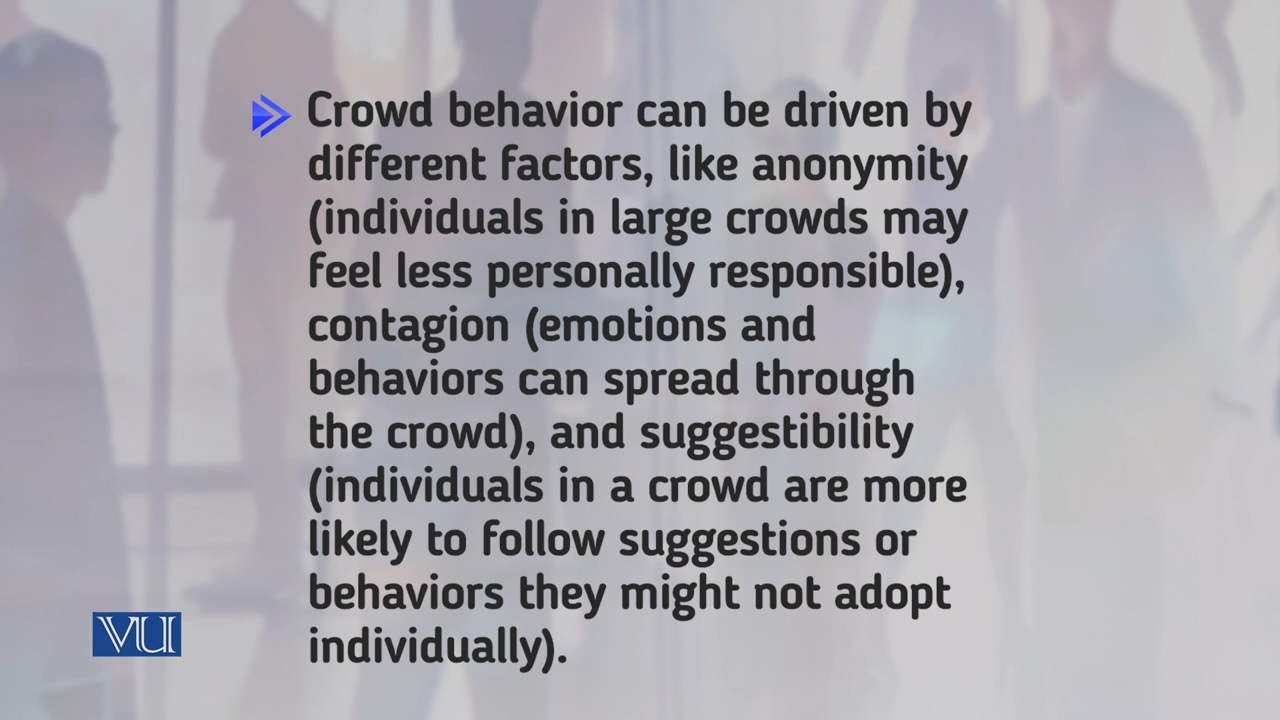 Crowd behavior can be driven by
different factors, like anonymity
(individuals in large crowds may
feel less personally responsible),
contagion (emotions and
behaviors can spread through
the crowd), and suggestibility
(individuals in a crowd are more
likely to follow suggestions or
behaviors they might not adopt
individually).
VU